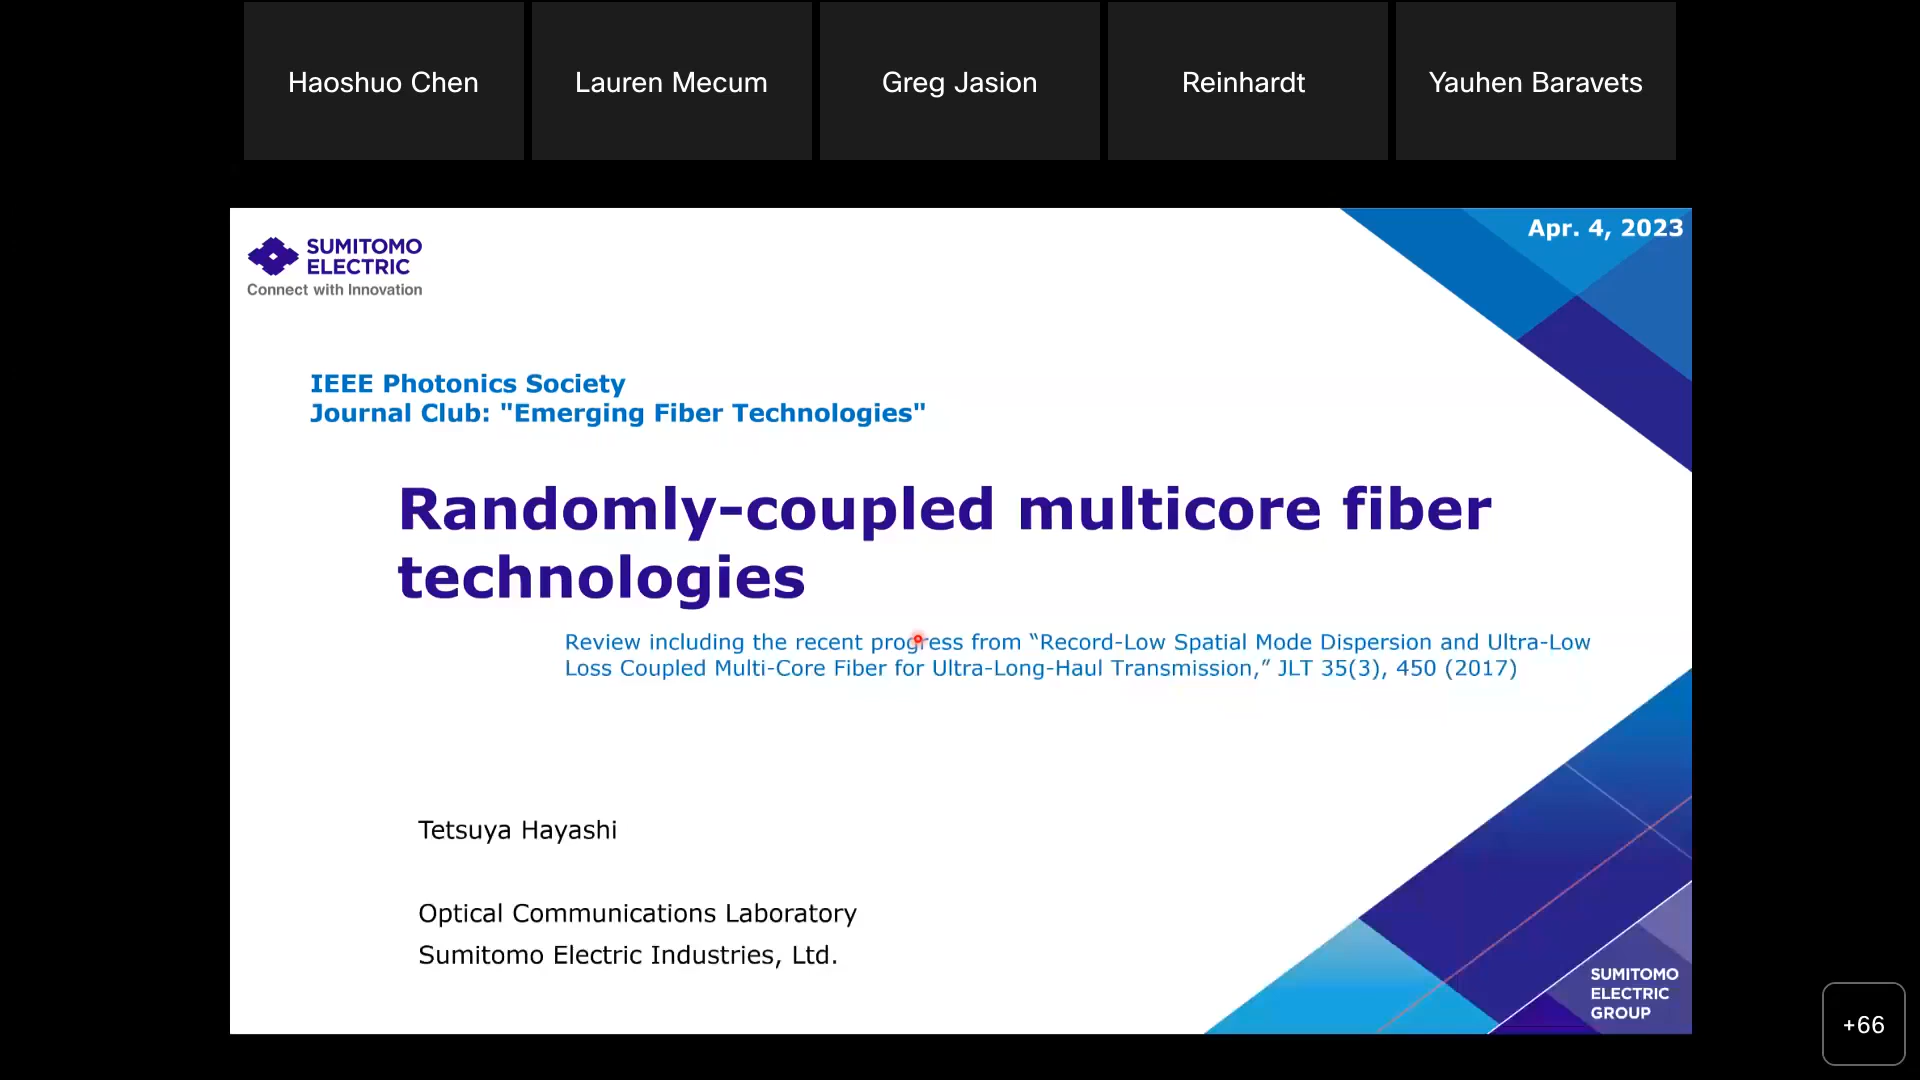 Haoshuo Chen
Lauren Mecum
Greg Jasion
Reinhardt
Yauhen Baravets
Apr. 4, 2023
SUMITOMO
ELECTRIC
Connect with Innovation
IEEE Photonics Society
Journal Club: "Emerging Fiber Technologies"
Randomly-coupled multicore fiber
technologies
Review including the recent progress from “Record-Low Spatial Mode Dispersion and Ultra-Low
Loss Coupled Multi-Core Fiber for Ultra-Long-Haul Transmission,” JLT 35(3), 450 (2017)
Tetsuya Hayashi
Optical Communications Laboratory
Sumitomo Electric Industries, Ltd.
SUMITOMO
ELECTRIC
GROUP
+66